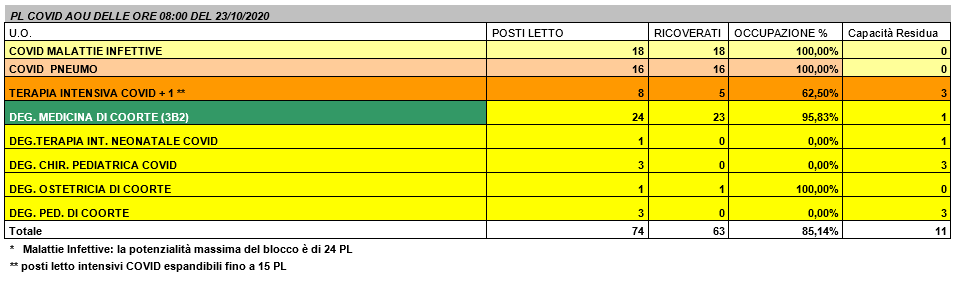 PL COVID AOU DELLE ORE 08:00 DEL 23/10/2020
U.O. POSTI LETTO RICOVERATI OCCUPAZIONE % Capacità Residua
COVID MALATTIE INFETTIVE 18 18 100,00% 0
COVID PNEUMO 16 16 100,00% 0
TERAPIA INTENSIVA COVID + 1 ** 8 5 62,50% 3
DEG. MEDICINA DI COORTE (3B2) 24 23 95,83% 1
DEG.TERAPIA INT. NEONATALE COVID 1 0 0,00% 1
DEG. CHIR. PEDIATRICA COVID 3 0 0,00% 3
DEG. OSTETRICIA DI COORTE 1 1 100,00% 0
DEG. PED. DI COORTE 3 0 0,00% 3
Totale 74 63 85,14% 11
* Malattie Infettive: la potenzialità massima del blocco è di 24 PL
** posti letto intensivi COVID espandibili fino a 15 PL